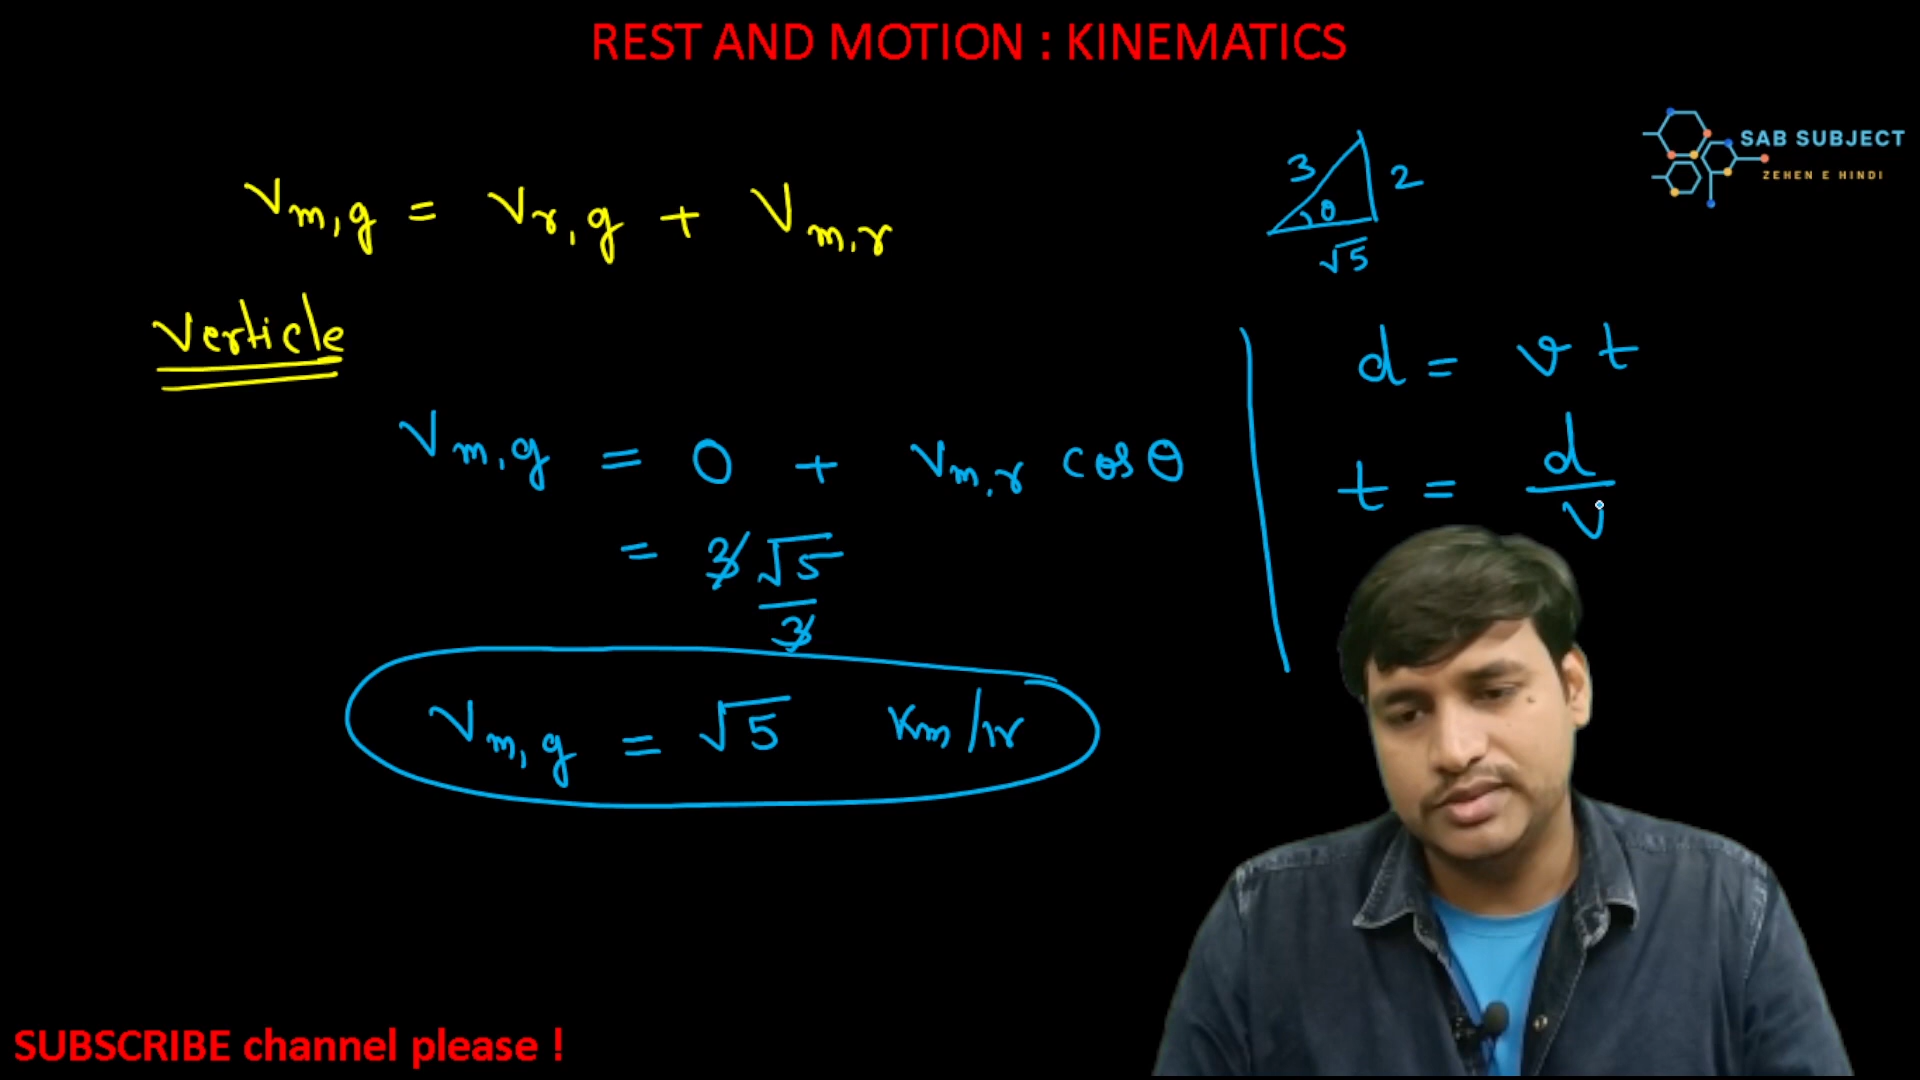 REST AND MOTION : KINEMATICS
SAB SUBJECT
ZEHEN E HINDI
Vm,g = Vr,g + Vm,r
3
2
θ
√5
Verticle
Vm,g = 0 + Vm,r cosθ
= 3 √5
3
Vm,g = √5 Km/hr
d = v t
t = d
v
SUBSCRIBE channel please !